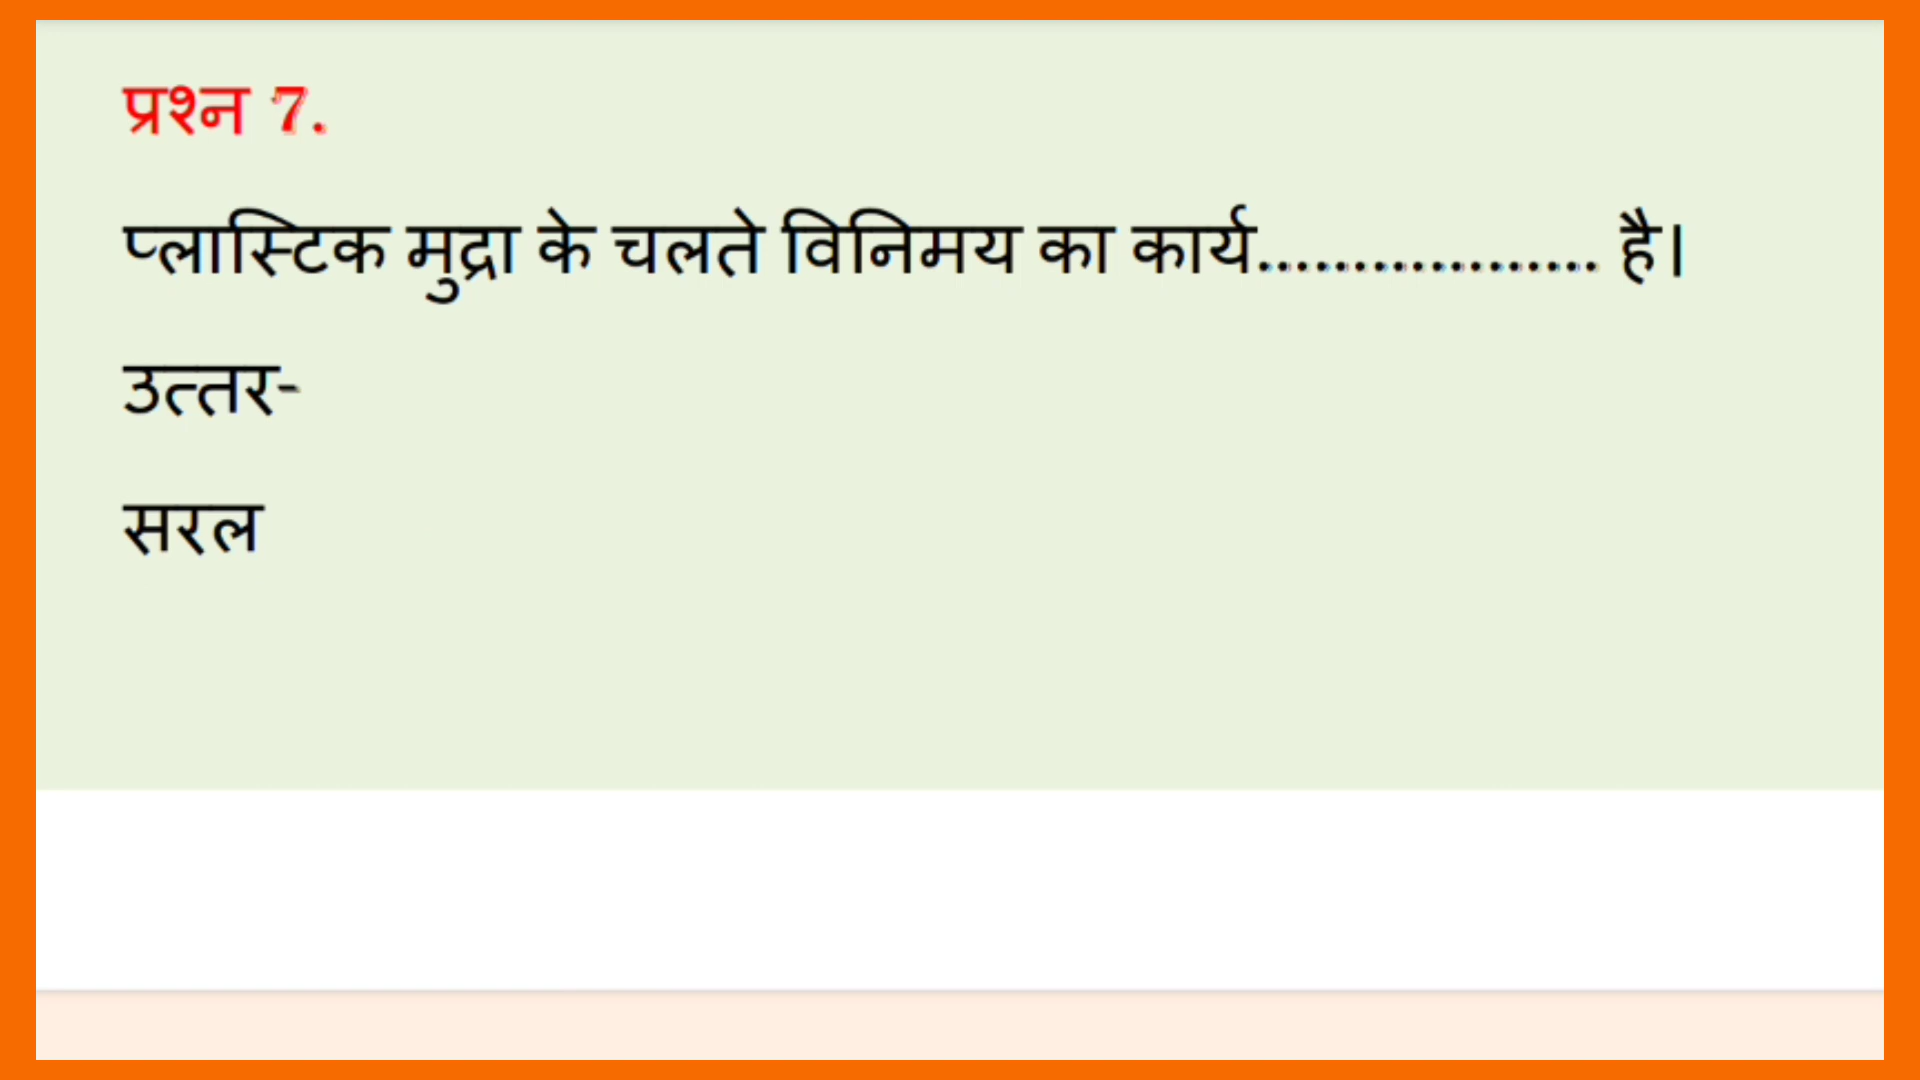 प्रश्न 7.
प्लास्टिक मुद्रा के चलते विनिमय का कार्य.................. है।
उत्तर-
सरल